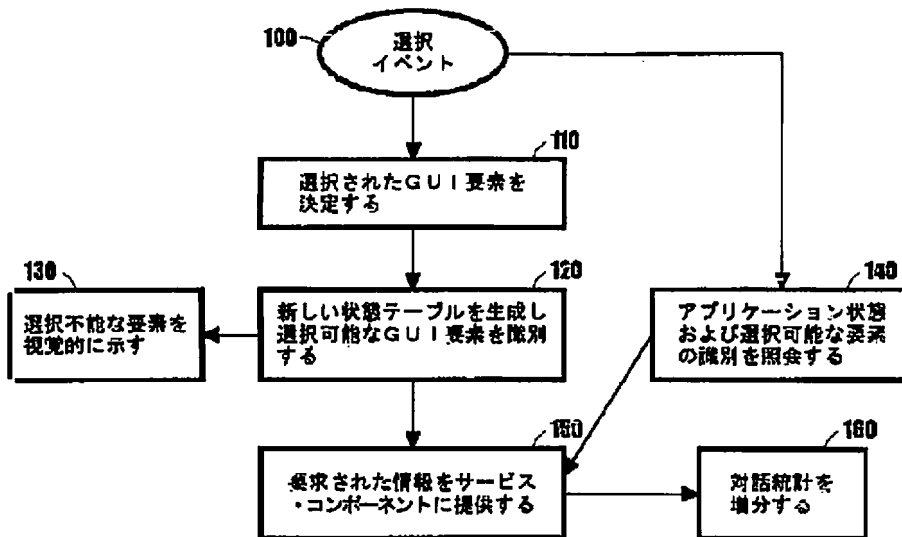 100
選択
イベント
110
選択されたGUI要素を
決定する
130
選択不能な要素を
視覚的に示す
120
新しい状態テーブルを生成し
選択可能なGUI要素を識別
する
140
アプリケーション状態
および選択可能な要素
の識別を照会する
150
要求された情報をサービス
・コンポーネントに提供する
160
対話統計を
増分する